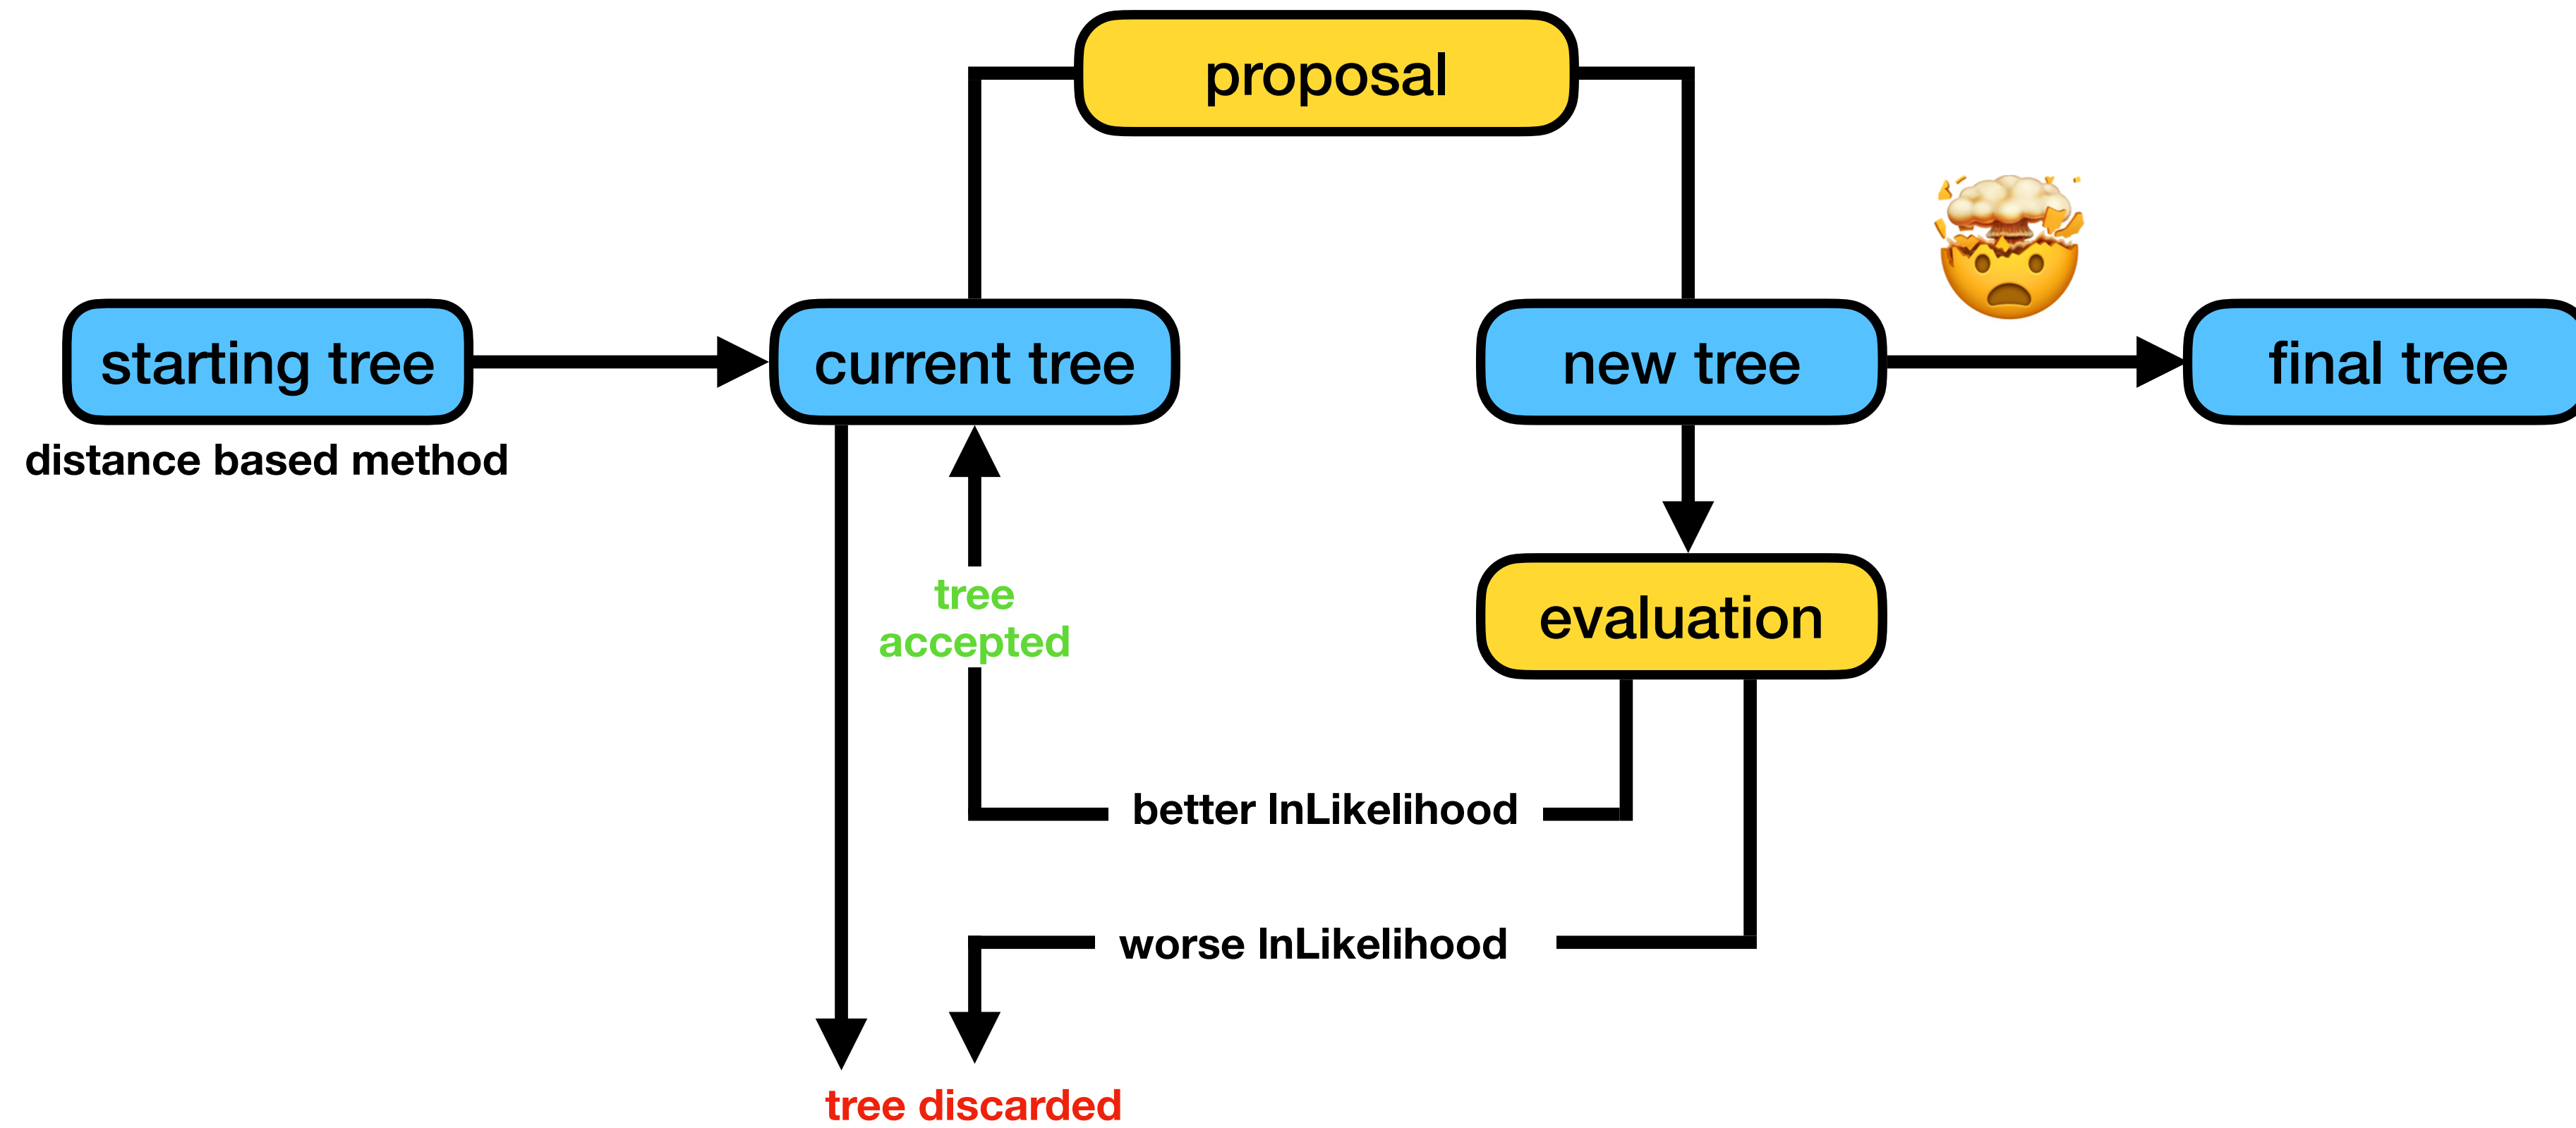 proposal
starting tree
current tree
new tree
final tree
distance based method
tree
accepted
evaluation
better lnLikelihood
worse lnLikelihood
tree discarded